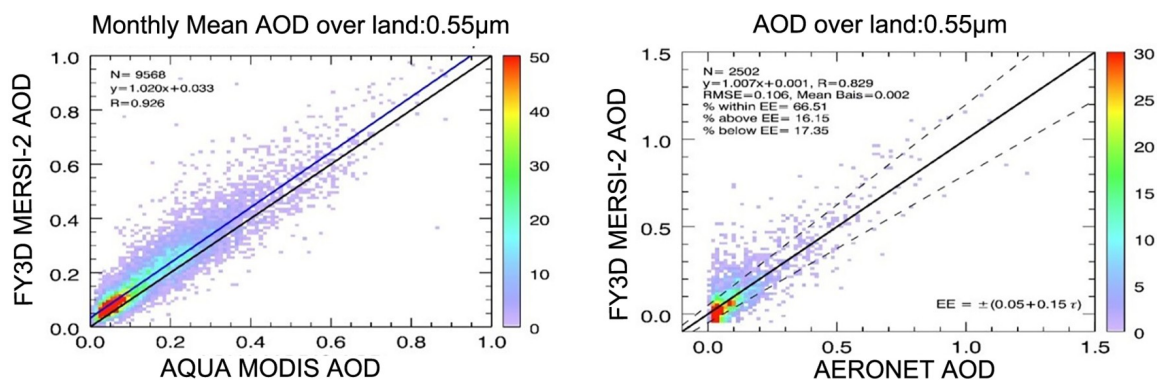 Monthly Mean AOD over land:0.55µm
N= 9568
y=1.020x+0.033
R=0.926
FY3D MERSI-2 AOD
1.0
0.8
0.6
0.4
0.2
0.0
0.0 0.2 0.4 0.6 0.8 1.0
AQUA MODIS AOD
50
40
30
20
10
0
AOD over land:0.55µm
N= 2502
y=1.007x+0.001, R=0.829
RMSE=0.106, Mean Bais=0.002
% within EE= 66.51
% above EE= 16.15
% below EE= 17.35
FY3D MERSI-2 AOD
1.5
1.0
0.5
0.0
EE = ±(0.05+0.15 τ)
0.0 0.5 1.0 1.5
AERONET AOD
30
25
20
15
10
5
0